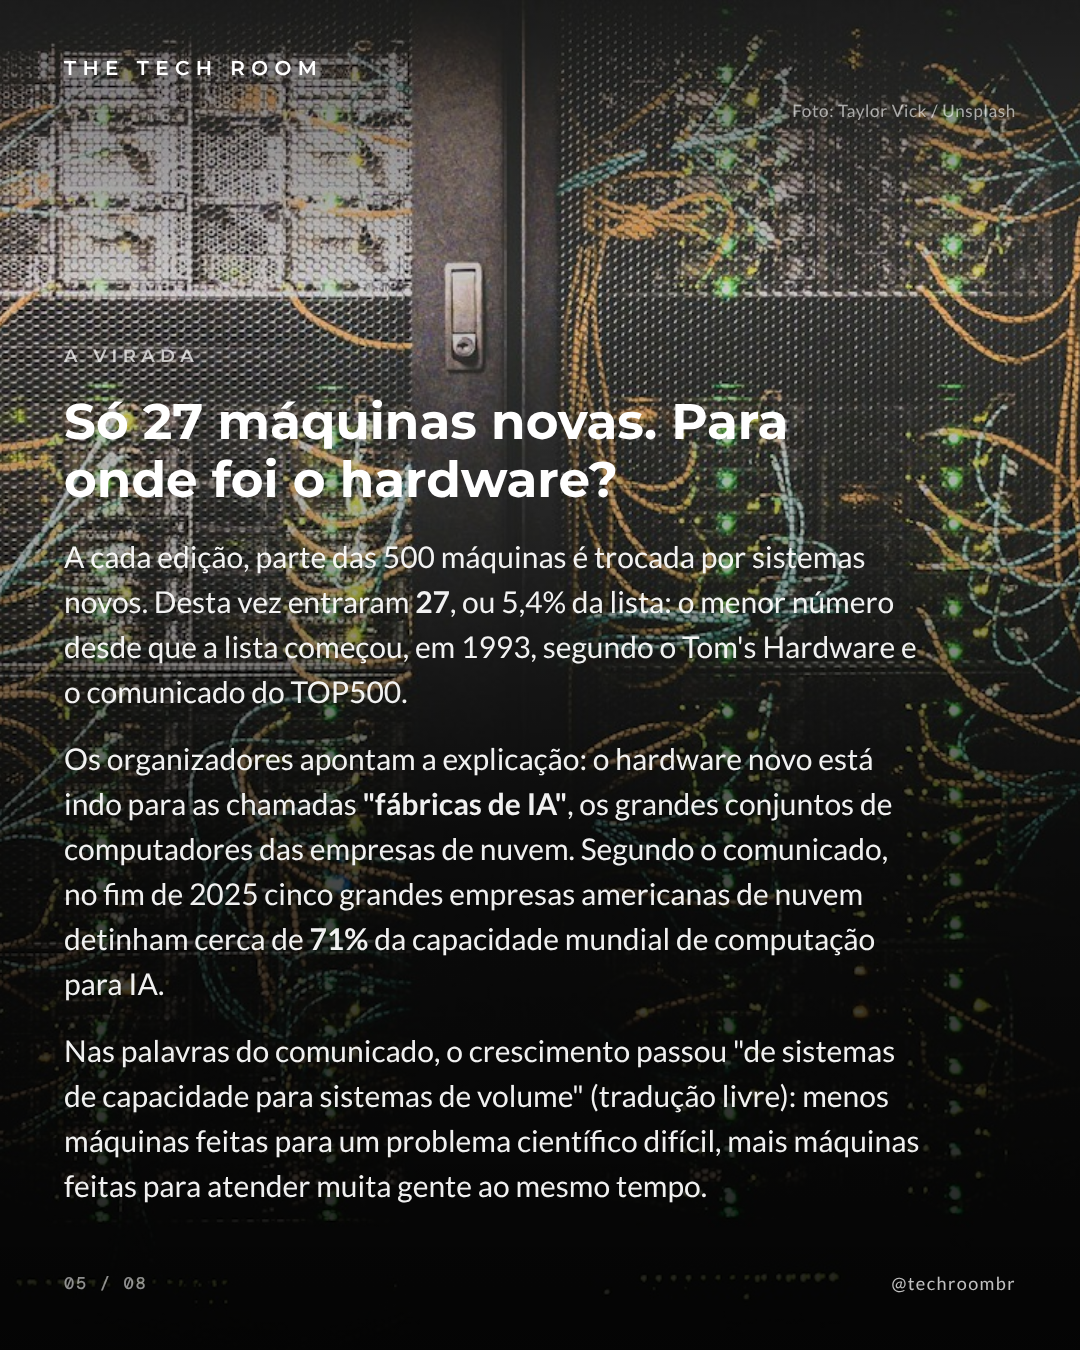 THE TECH ROOM
Foto: Taylor Vick / Unsplash
A VIRADA
Só 27 máquinas novas. Para
onde foi o hardware?
A cada edição, parte das 500 máquinas é trocada por sistemas
novos. Desta vez entraram 27, ou 5,4% da lista: o menor número
desde que a lista começou, em 1993, segundo o Tom's Hardware e
o comunicado do TOP500.
Os organizadores apontam a explicação: o hardware novo está
indo para as chamadas "fábricas de IA", os grandes conjuntos de
computadores das empresas de nuvem. Segundo o comunicado,
no fim de 2025 cinco grandes empresas americanas de nuvem
detinham cerca de 71% da capacidade mundial de computação
para IA.
Nas palavras do comunicado, o crescimento passou "de sistemas
de capacidade para sistemas de volume" (tradução livre): menos
máquinas feitas para um problema científico difícil, mais máquinas
feitas para atender muita gente ao mesmo tempo.
05 / 08
@techroombr